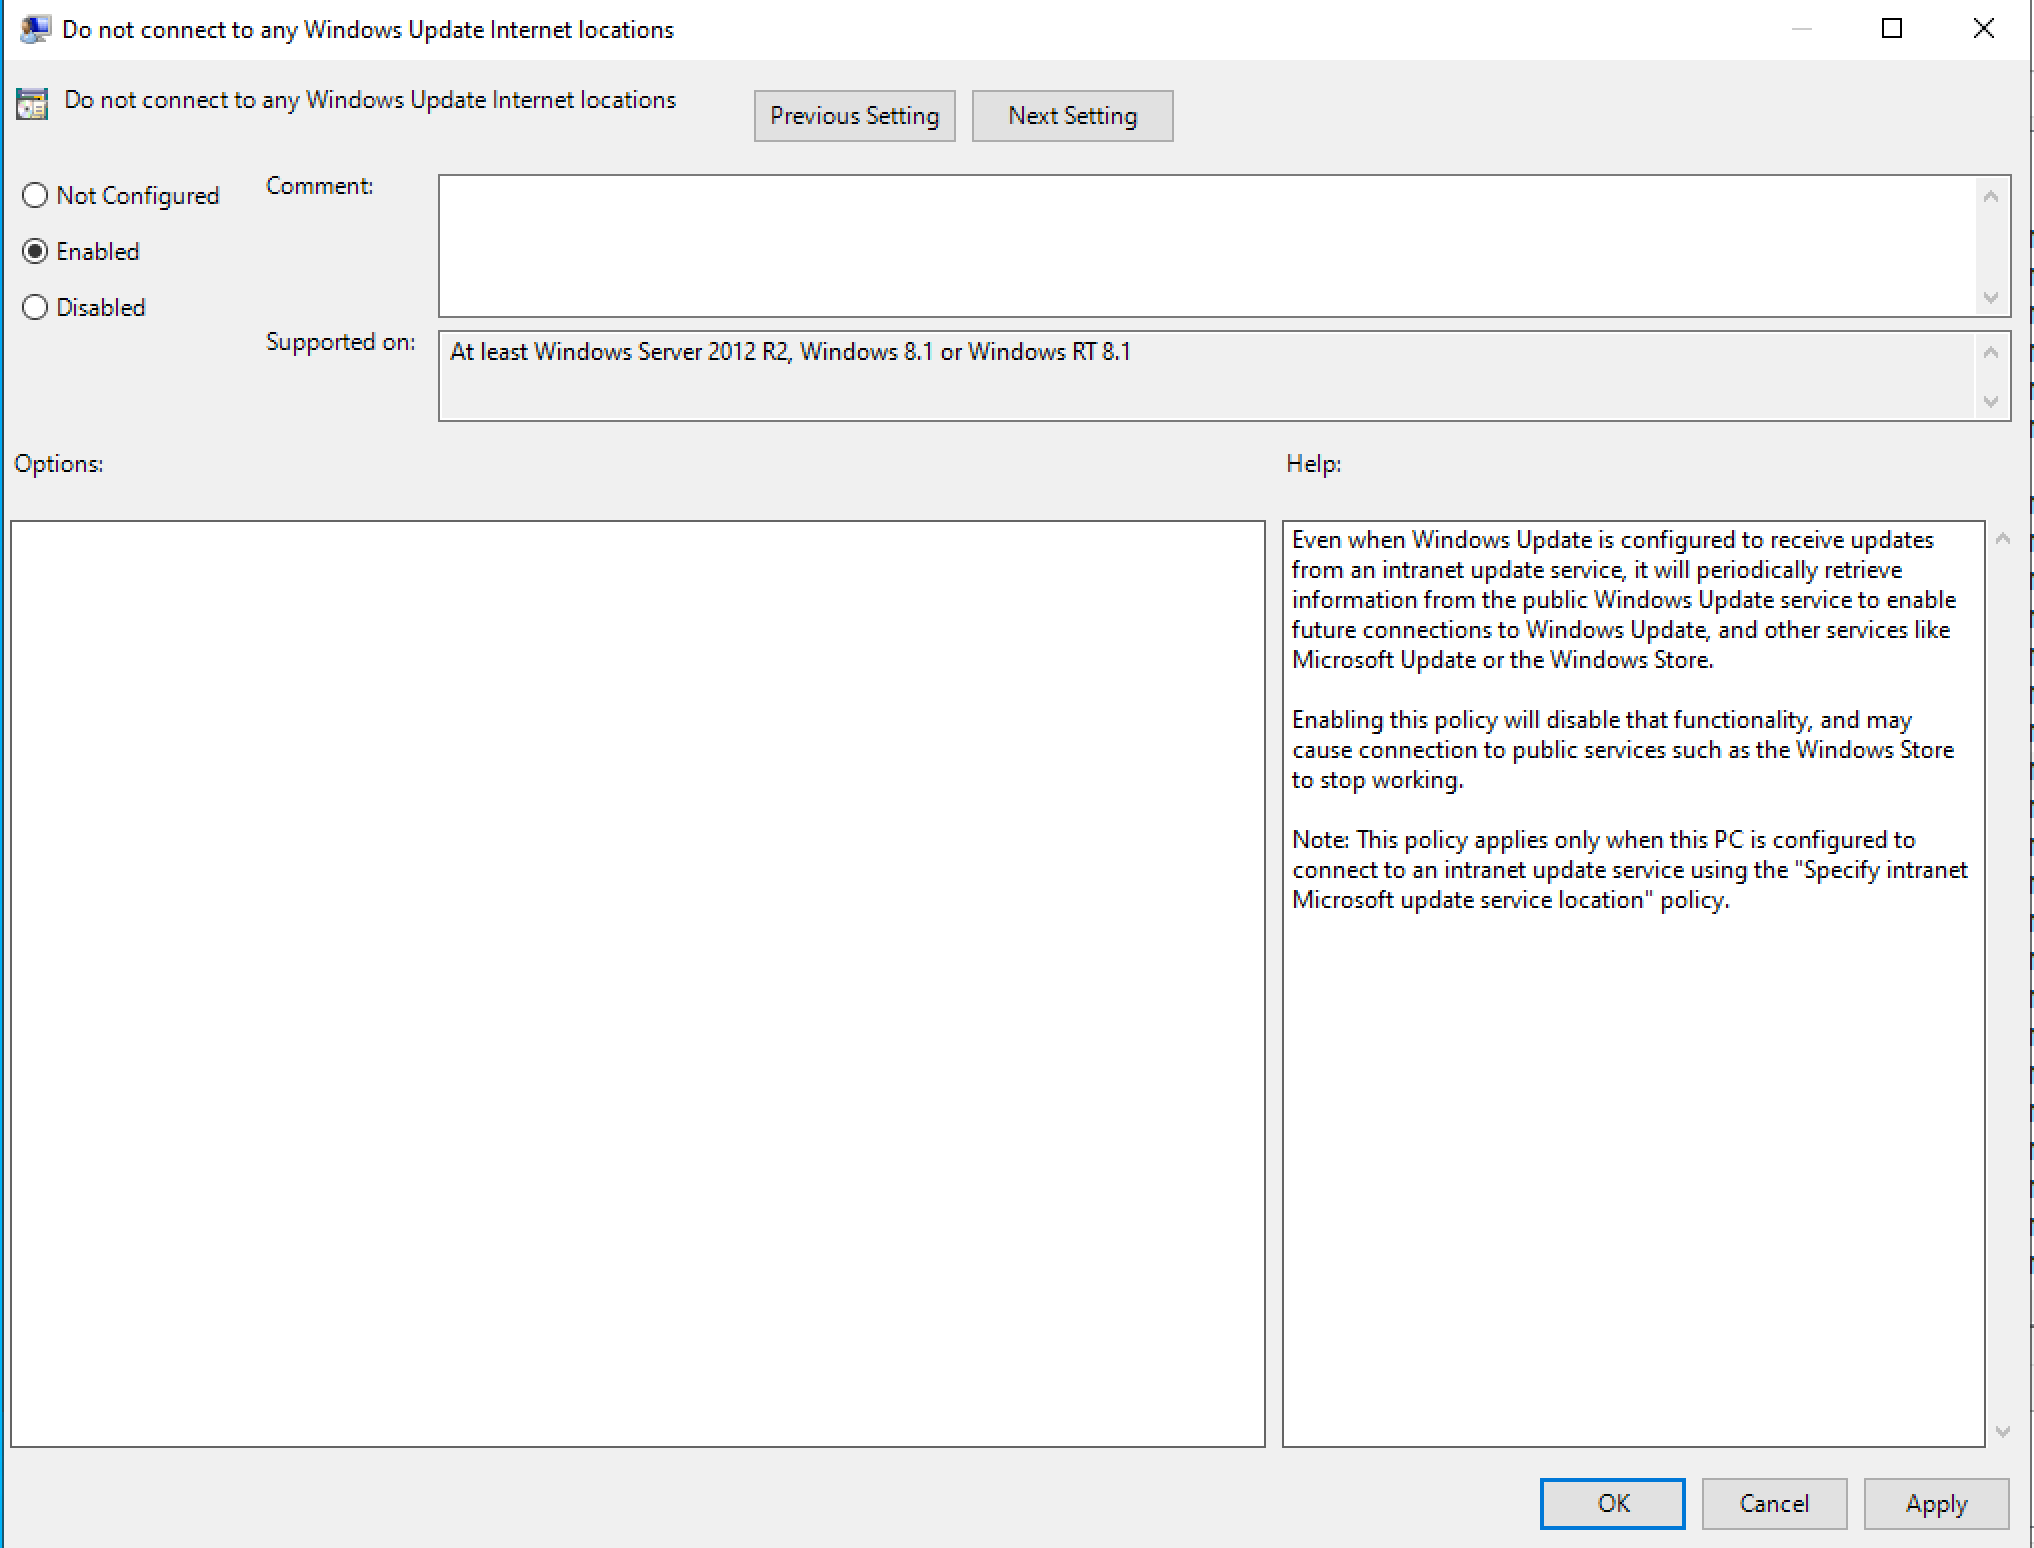 Do not connect to any Windows Update Internet locations
Do not connect to any Windows Update Internet locations
Previous Setting
Next Setting
Not Configured
Comment:
Enabled
Disabled
Supported on:
At least Windows Server 2012 R2, Windows 8.1 or Windows RT 8.1
Options:
Help:
Even when Windows Update is configured to receive updates
from an intranet update service, it will periodically retrieve
information from the public Windows Update service to enable
future connections to Windows Update, and other services like
Microsoft Update or the Windows Store.
Enabling this policy will disable that functionality, and may
cause connection to public services such as the Windows Store
to stop working.
Note: This policy applies only when this PC is configured to
connect to an intranet update service using the "Specify intranet
Microsoft update service location" policy.
OK
Cancel
Apply